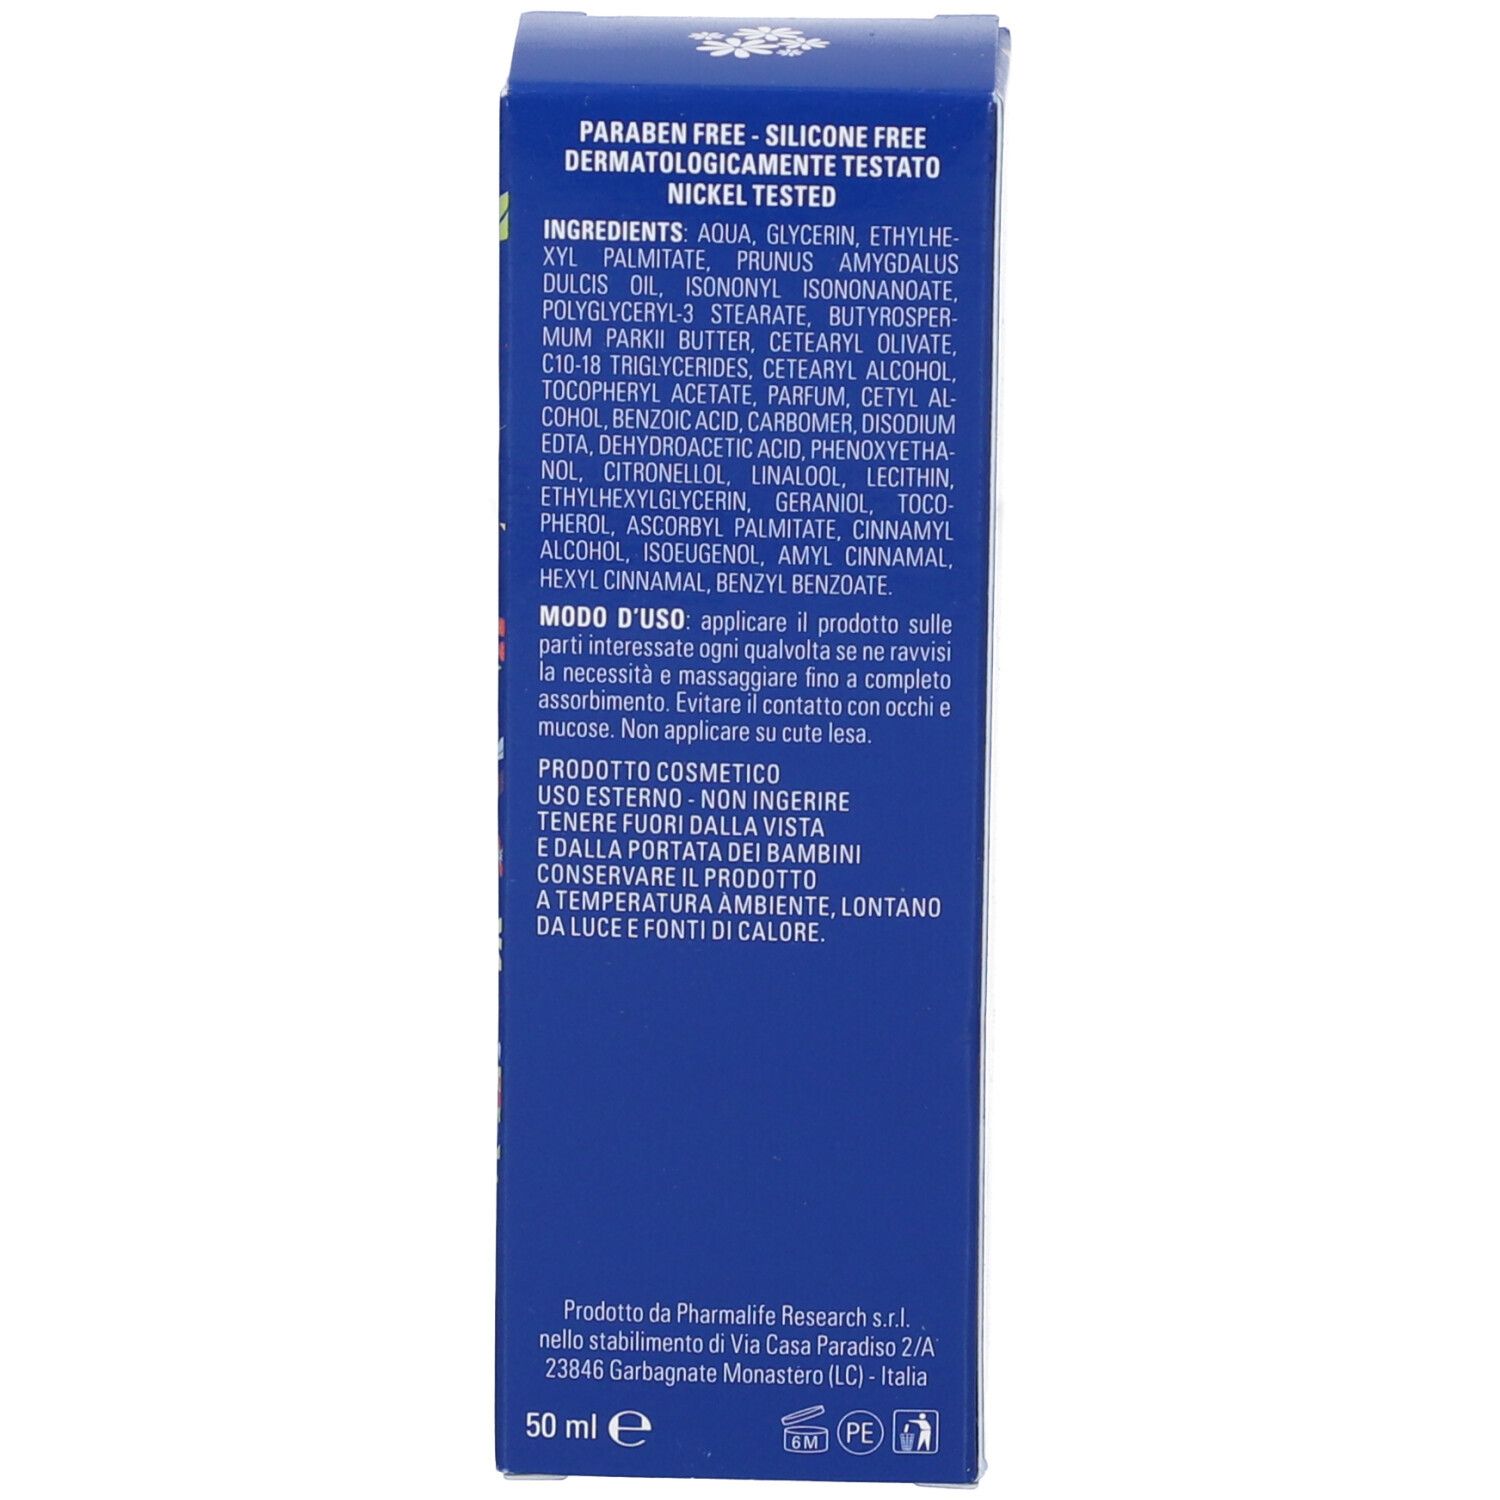 PARABEN FREE - SILICONE FREE
DERMATOLOGICAMENTE TESTATO
NICKEL TESTED
INGREDIENTS: AQUA, GLYCERIN, ETHYLHE-
XYL PALMITATE, PRUNUS AMYGDALUS
DULCIS OIL, ISONONYL ISONONANOATE,
POLYGLYCERYL-3 STEARATE, BUTYROSPER-
MUM PARKII BUTTER, CETEARYL OLIVATE,
C10-18 TRIGLYCERIDES, CETEARYL ALCOHOL,
TOCOPHERYL ACETATE, PARFUM, CETYL AL-
COHOL, BENZOIC ACID, CARBOMER, DISODIUM
EDTA, DEHYDROACETIC ACID, PHENOXYETHA-
NOL, CITRONELLOL, LINALOOL, LECITHIN,
ETHYLHEXYLGLYCERIN, GERANIOL, TOCO-
PHEROL, ASCORBYL PALMITATE, CINNAMYL
ALCOHOL, ISOEUGENOL, AMYL CINNAMAL,
HEXYL CINNAMAL, BENZYL BENZOATE.
MODO D'USO: applicare il prodotto sulle
parti interessate ogni qualvolta se ne ravvisi
la necessità e massaggiare fino a completo
assorbimento. Evitare il contatto con occhi e
mucose. Non applicare su cute lesa.
PRODOTTO COSMETICO
USO ESTERNO - NON INGERIRE
TENERE FUORI DALLA VISTA
E DALLA PORTATA DEI BAMBINI
CONSERVARE IL PRODOTTO
A TEMPERATURA ÀMBIENTE, LONTANO
DA LUCE E FONTI DI CALORE.
Prodotto da Pharmalife Research s.r.l.
nello stabilimento di Via Casa Paradiso 2/A
23846 Garbagnate Monastero (LC) - Italia
50 ml ℮
6M PE